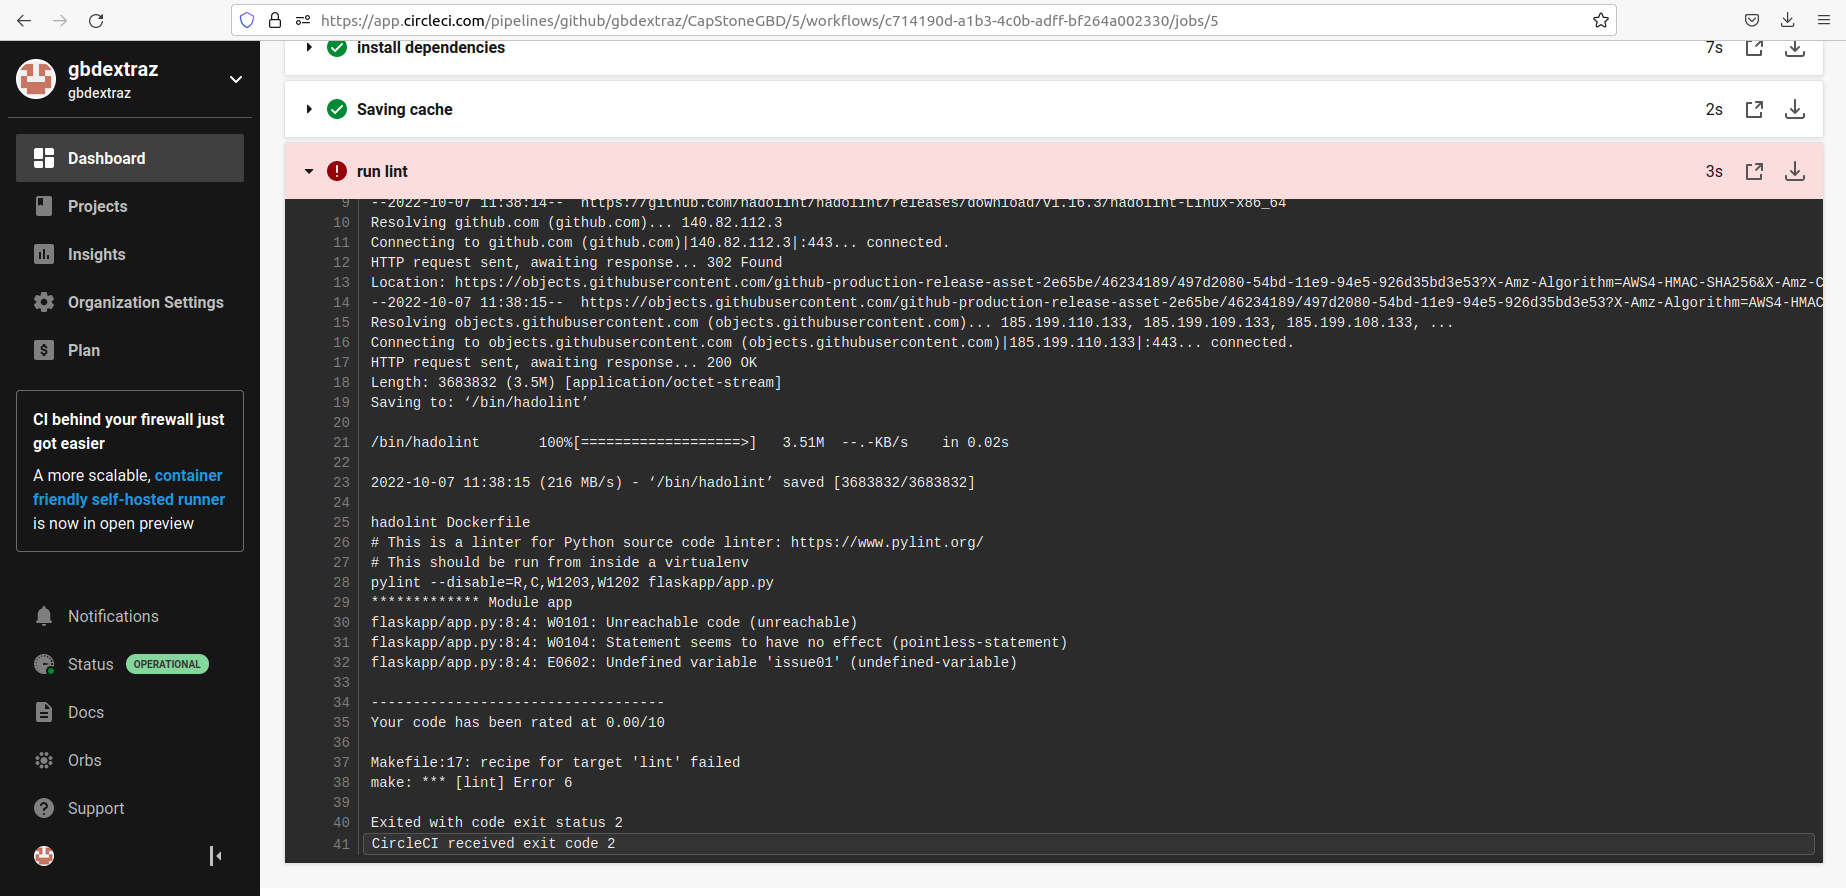 https://app.circleci.com/pipelines/github/gbdextraz/CapStoneGBD/5/workflows/c714190d-a1b3-4c0b-adff-bf264a002330/jobs/5
gbdextraz
gbdextraz
Dashboard
Projects
Insights
Organization Settings
Plan
CI behind your firewall just
got easier
A more scalable, container
friendly self-hosted runner
is now in open preview
Notifications
Status OPERATIONAL
Docs
Orbs
Support
install dependencies 7s
Saving cache 2s
run lint 3s
9 --2022-10-07 11:38:14--  https://github.com/hadolint/hadolint/releases/download/v1.16.3/hadolint-Linux-x86_64
10 Resolving github.com (github.com)... 140.82.112.3
11 Connecting to github.com (github.com)|140.82.112.3|:443... connected.
12 HTTP request sent, awaiting response... 302 Found
13 Location: https://objects.githubusercontent.com/github-production-release-asset-2e65be/46234189/497d2080-54bd-11e9-94e5-926d35bd3e53?X-Amz-Algorithm=AWS4-HMAC-SHA256&X-Amz-C
14 --2022-10-07 11:38:15--  https://objects.githubusercontent.com/github-production-release-asset-2e65be/46234189/497d2080-54bd-11e9-94e5-926d35bd3e53?X-Amz-Algorithm=AWS4-HMAC
15 Resolving objects.githubusercontent.com (objects.githubusercontent.com)... 185.199.110.133, 185.199.109.133, 185.199.108.133, ...
16 Connecting to objects.githubusercontent.com (objects.githubusercontent.com)|185.199.110.133|:443... connected.
17 HTTP request sent, awaiting response... 200 OK
18 Length: 3683832 (3.5M) [application/octet-stream]
19 Saving to: ‘/bin/hadolint’
20
21 /bin/hadolint       100%[===================>]   3.51M  --.-KB/s    in 0.02s
22
23 2022-10-07 11:38:15 (216 MB/s) - ‘/bin/hadolint’ saved [3683832/3683832]
24
25 hadolint Dockerfile
26 # This is a linter for Python source code linter: https://www.pylint.org/
27 # This should be run from inside a virtualenv
28 pylint --disable=R,C,W1203,W1202 flaskapp/app.py
29 ************* Module app
30 flaskapp/app.py:8:4: W0101: Unreachable code (unreachable)
31 flaskapp/app.py:8:4: W0104: Statement seems to have no effect (pointless-statement)
32 flaskapp/app.py:8:4: E0602: Undefined variable 'issue01' (undefined-variable)
33
34 -----------------------------------
35 Your code has been rated at 0.00/10
36
37 Makefile:17: recipe for target 'lint' failed
38 make: *** [lint] Error 6
39
40 Exited with code exit status 2
41 CircleCI received exit code 2